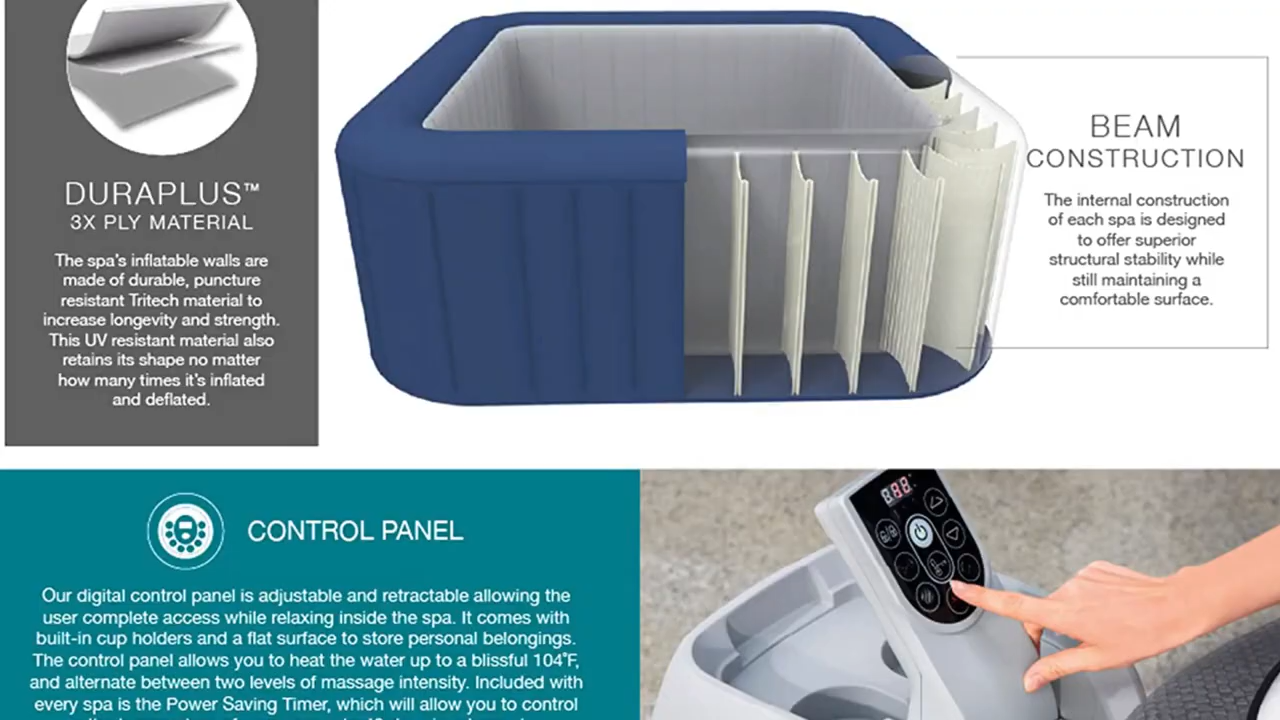 DURAPLUS™
3X PLY MATERIAL
The spa's inflatable walls are
made of durable, puncture
resistant Tritech material to
increase longevity and strength.
This UV resistant material also
retains its shape no matter
how many times it's inflated
and deflated.
BEAM
CONSTRUCTION
The internal construction
of each spa is designed
to offer superior
structural stability while
still maintaining a
comfortable surface.
CONTROL PANEL
Our digital control panel is adjustable and retractable allowing the
user complete access while relaxing inside the spa. It comes with
built-in cup holders and a flat surface to store personal belongings.
The control panel allows you to heat the water up to a blissful 104°F,
and alternate between two levels of massage intensity. Included with
every spa is the Power Saving Timer, which will allow you to control